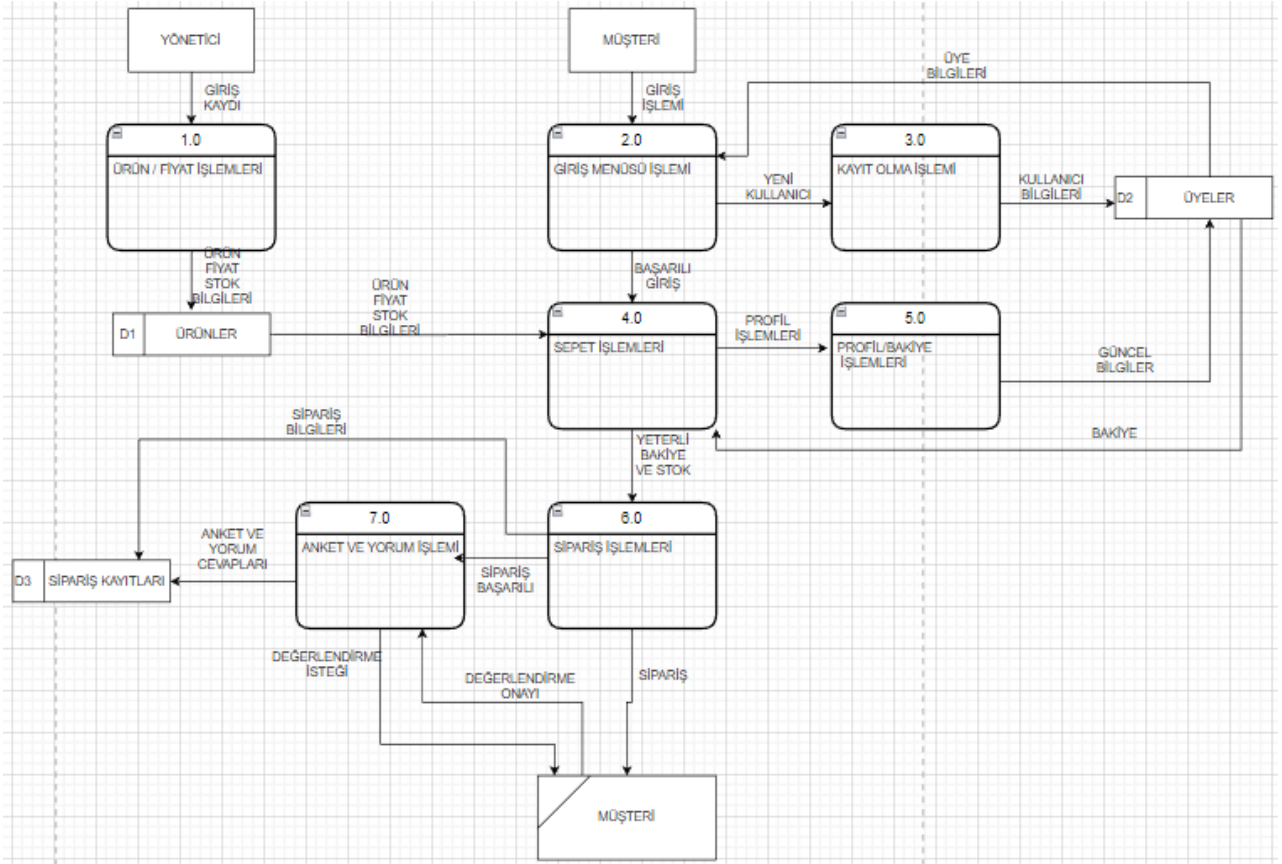 YÖNETİCİ
MÜŞTERİ
GİRİŞ
KAYDI
GİRİŞ
İŞLEMİ
ÜYE
BİLGİLERİ
1.0
ÜRÜN / FİYAT İŞLEMLERİ
2.0
GİRİŞ MENÜSÜ İŞLEMİ
YENİ
KULLANICI
3.0
KAYIT OLMA İŞLEMİ
KULLANICI
BİLGİLERİ
D2
ÜYELER
ÜRÜN
FİYAT
STOK
BİLGİLERİ
BAŞARILI
GİRİŞ
D1
ÜRÜNLER
ÜRÜN
FİYAT
STOK
BİLGİLERİ
4.0
SEPET İŞLEMLERİ
PROFİL
İŞLEMLERİ
5.0
PROFİL/BAKİYE
İŞLEMLERİ
GÜNCEL
BİLGİLER
BAKİYE
SİPARİŞ
BİLGİLERİ
YETERLİ
BAKİYE
VE STOK
D3
SİPARİŞ KAYITLARI
ANKET VE
YORUM
CEVAPLARI
7.0
ANKET VE YORUM İŞLEMİ
SİPARİŞ
BAŞARILI
6.0
SİPARİŞ İŞLEMLERİ
DEĞERLENDİRME
İSTEĞİ
DEĞERLENDİRME
ONAYI
SİPARİŞ
MÜŞTERİ